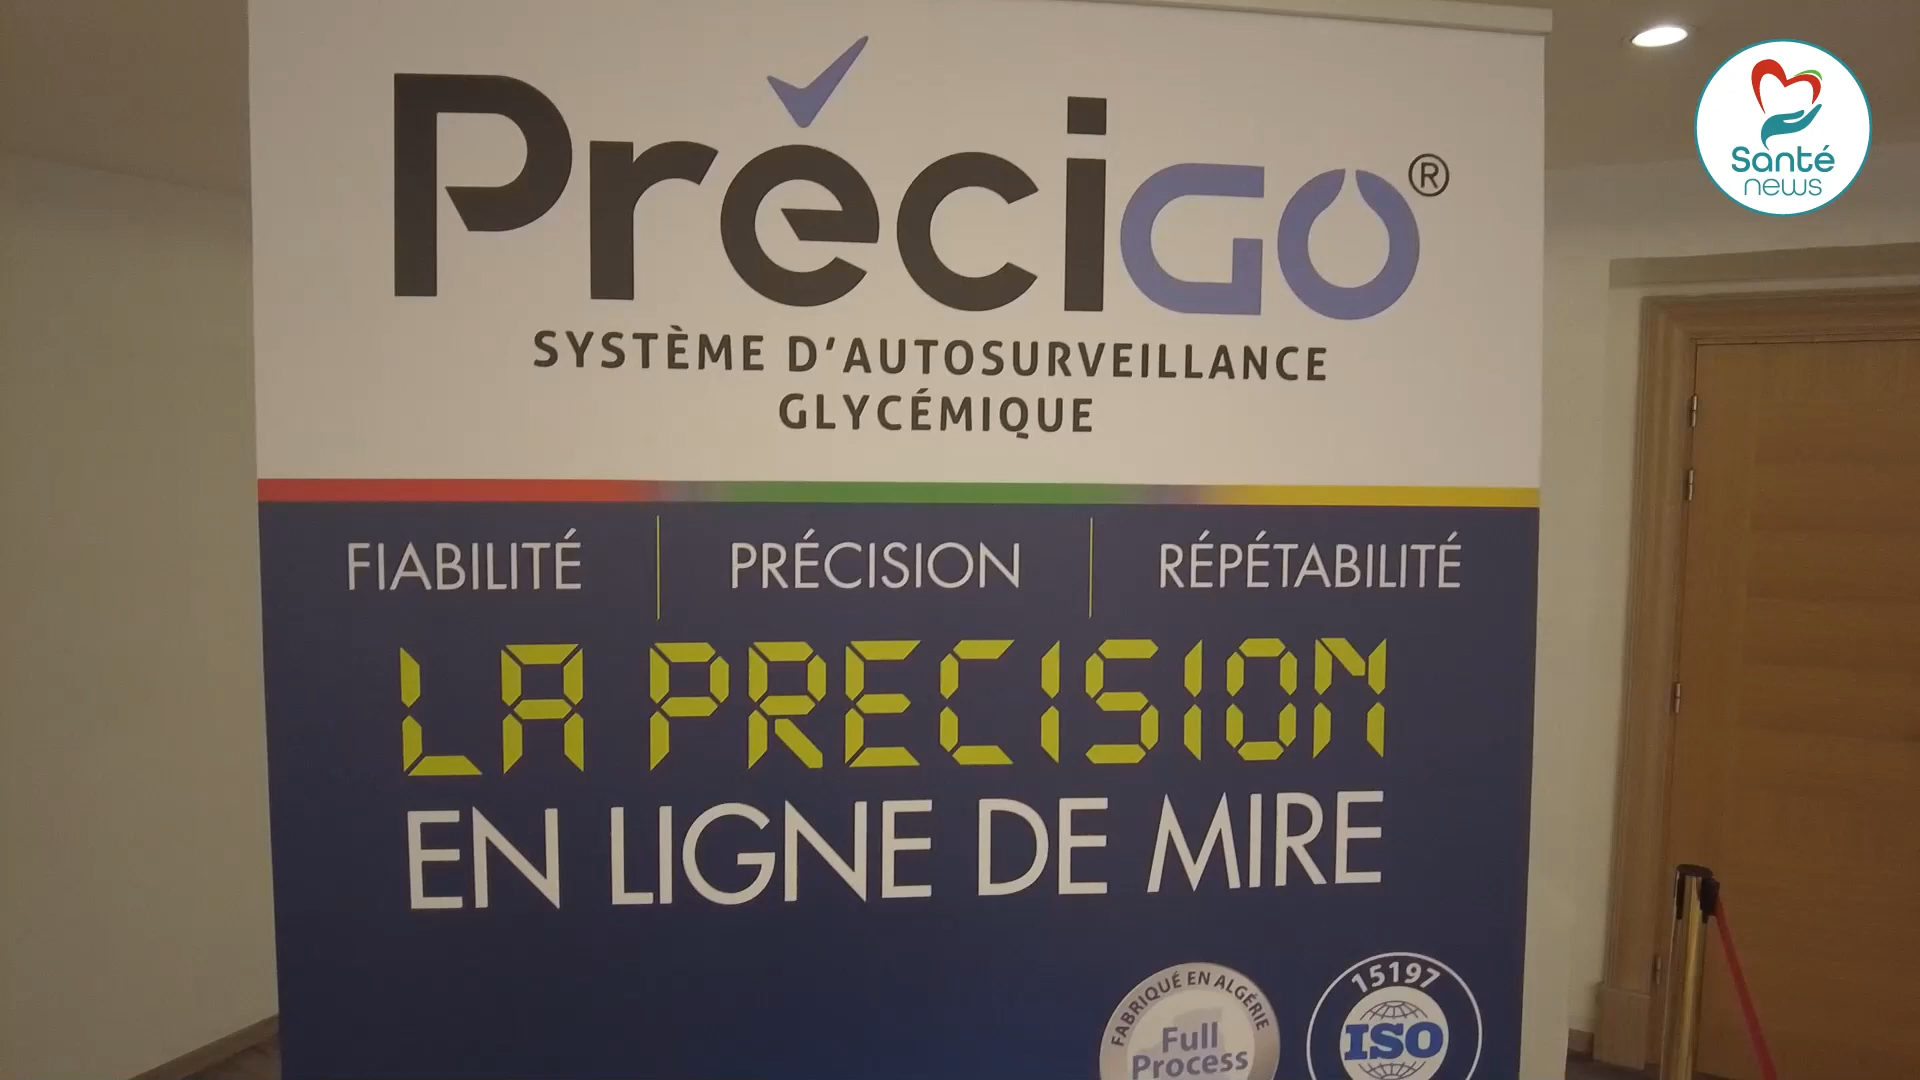 PréciGO®
SYSTÈME D'AUTOSURVEILLANCE
GLYCÉMIQUE
FIABILITÉ
PRÉCISION
RÉPÉTABILITÉ
LA PRECISION
EN LIGNE DE MIRE
FABRIQUÉ EN ALGÉRIE
Full
Process
15197
ISO
Santé
news